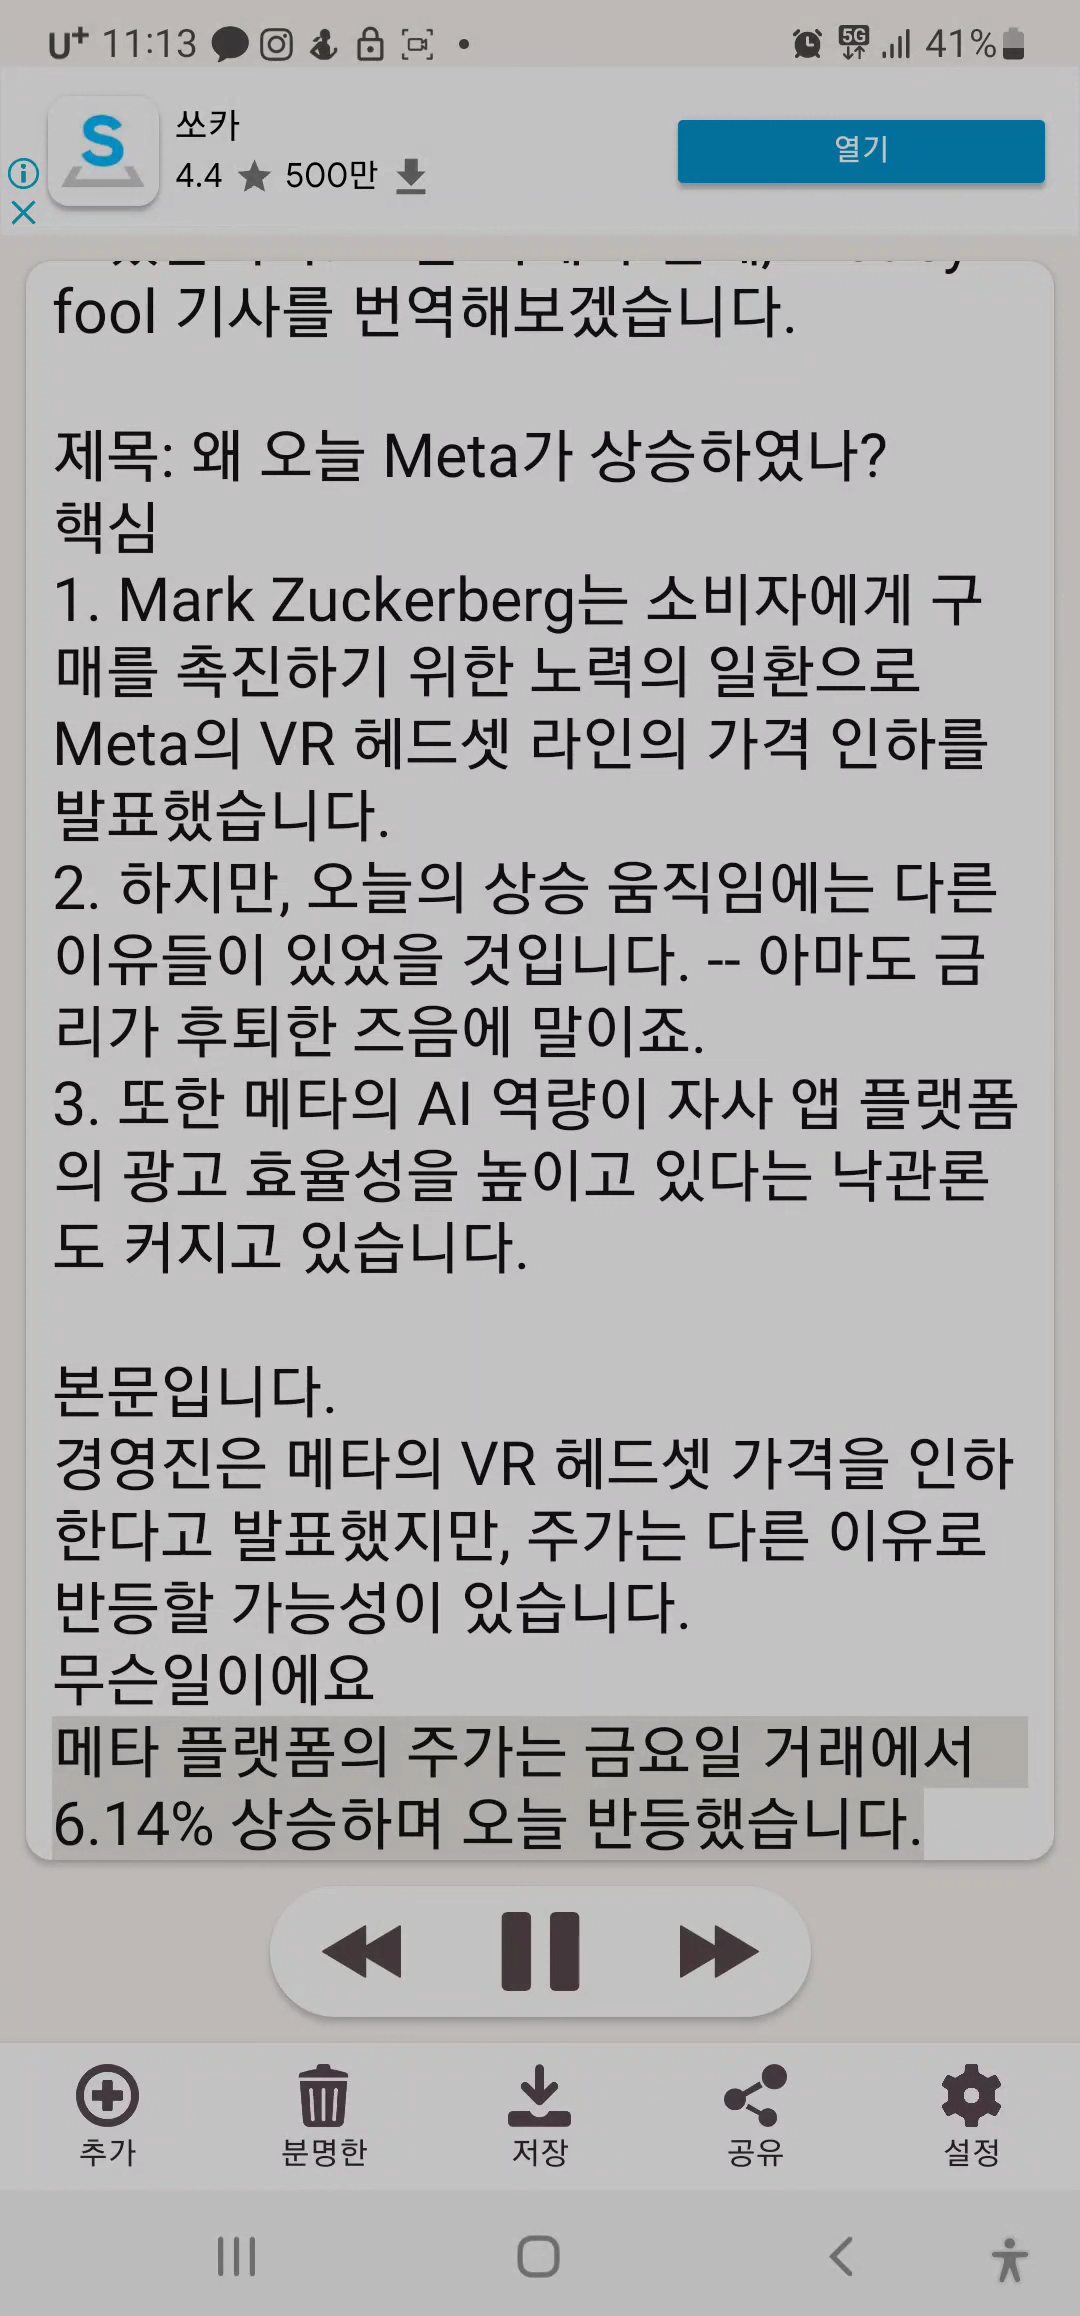 U+ 11:13 5G 41%
쏘카
4.4 500만
열기
fool 기사를 번역해보겠습니다.
제목: 왜 오늘 Meta가 상승하였나?
핵심
1. Mark Zuckerberg는 소비자에게 구
매를 촉진하기 위한 노력의 일환으로
Meta의 VR 헤드셋 라인의 가격 인하를
발표했습니다.
2. 하지만, 오늘의 상승 움직임에는 다른
이유들이 있었을 것입니다. -- 아마도 금
리가 후퇴한 즈음에 말이죠.
3. 또한 메타의 AI 역량이 자사 앱 플랫폼
의 광고 효율성을 높이고 있다는 낙관론
도 커지고 있습니다.
본문입니다.
경영진은 메타의 VR 헤드셋 가격을 인하
한다고 발표했지만, 주가는 다른 이유로
반등할 가능성이 있습니다.
무슨일이에요
메타 플랫폼의 주가는 금요일 거래에서
6.14% 상승하며 오늘 반등했습니다.
추가 분명한 저장 공유 설정